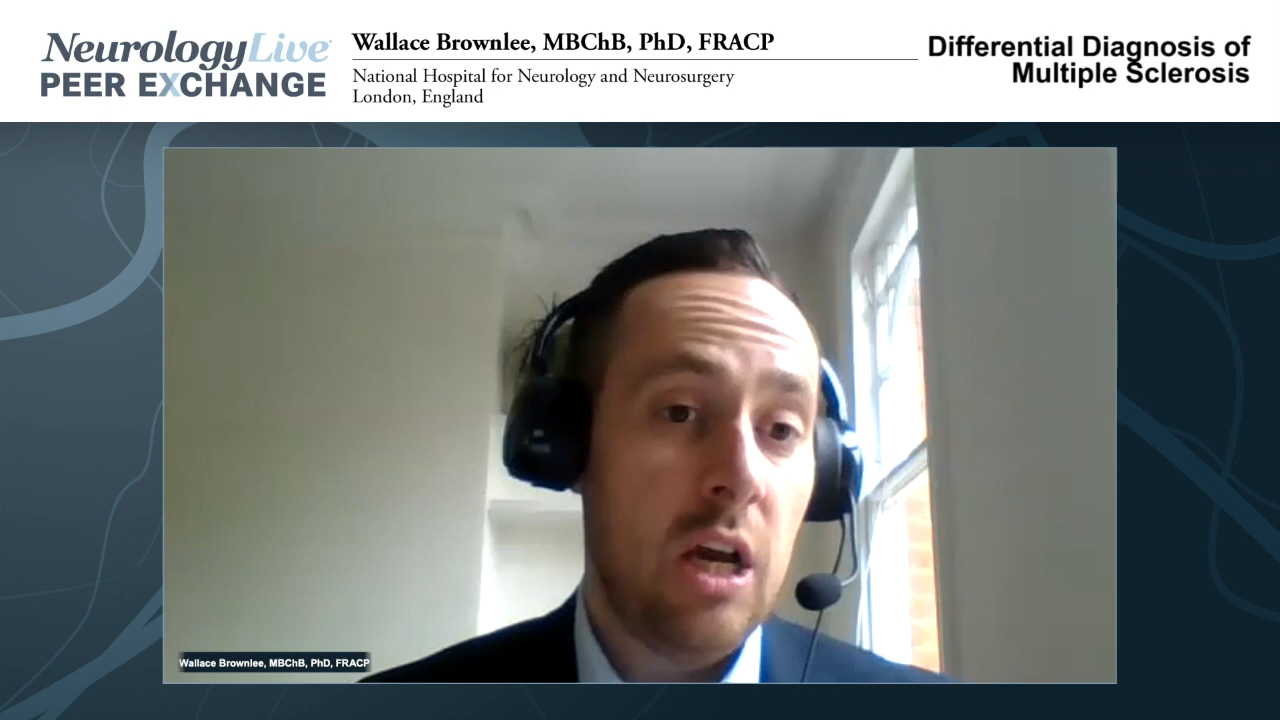 NeurologyLive
PEER EXCHANGE
Wallace Brownlee, MBChB, PhD, FRACP
National Hospital for Neurology and Neurosurgery
London, England
Differential Diagnosis of
Multiple Sclerosis
Wallace Brownlee, MBChB, PhD, FRACP